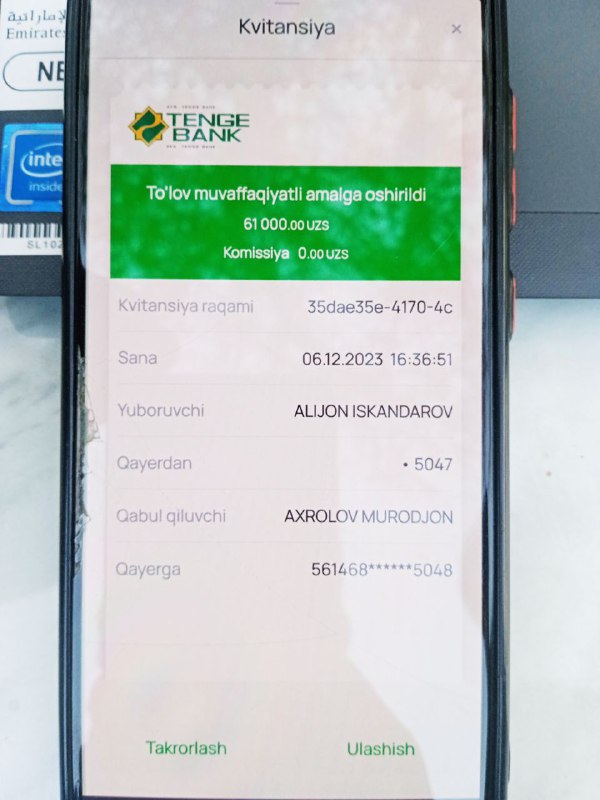 الإماراتية
Emirates
NE
intel
inside
SL102
Kvitansiya
×
TENGE
BANK
To'lov muvaffaqiyatli amalga oshirildi
61 000.00 UZS
Komissiya 0.00 UZS
Kvitansiya raqami 35dae35e-4170-4c
Sana 06.12.2023 16:36:51
Yuboruvchi ALIJON ISKANDAROV
Qayerdan • 5047
Qabul qiluvchi AXROLOV MURODJON
Qayerga 561468******5048
Takrorlash Ulashish